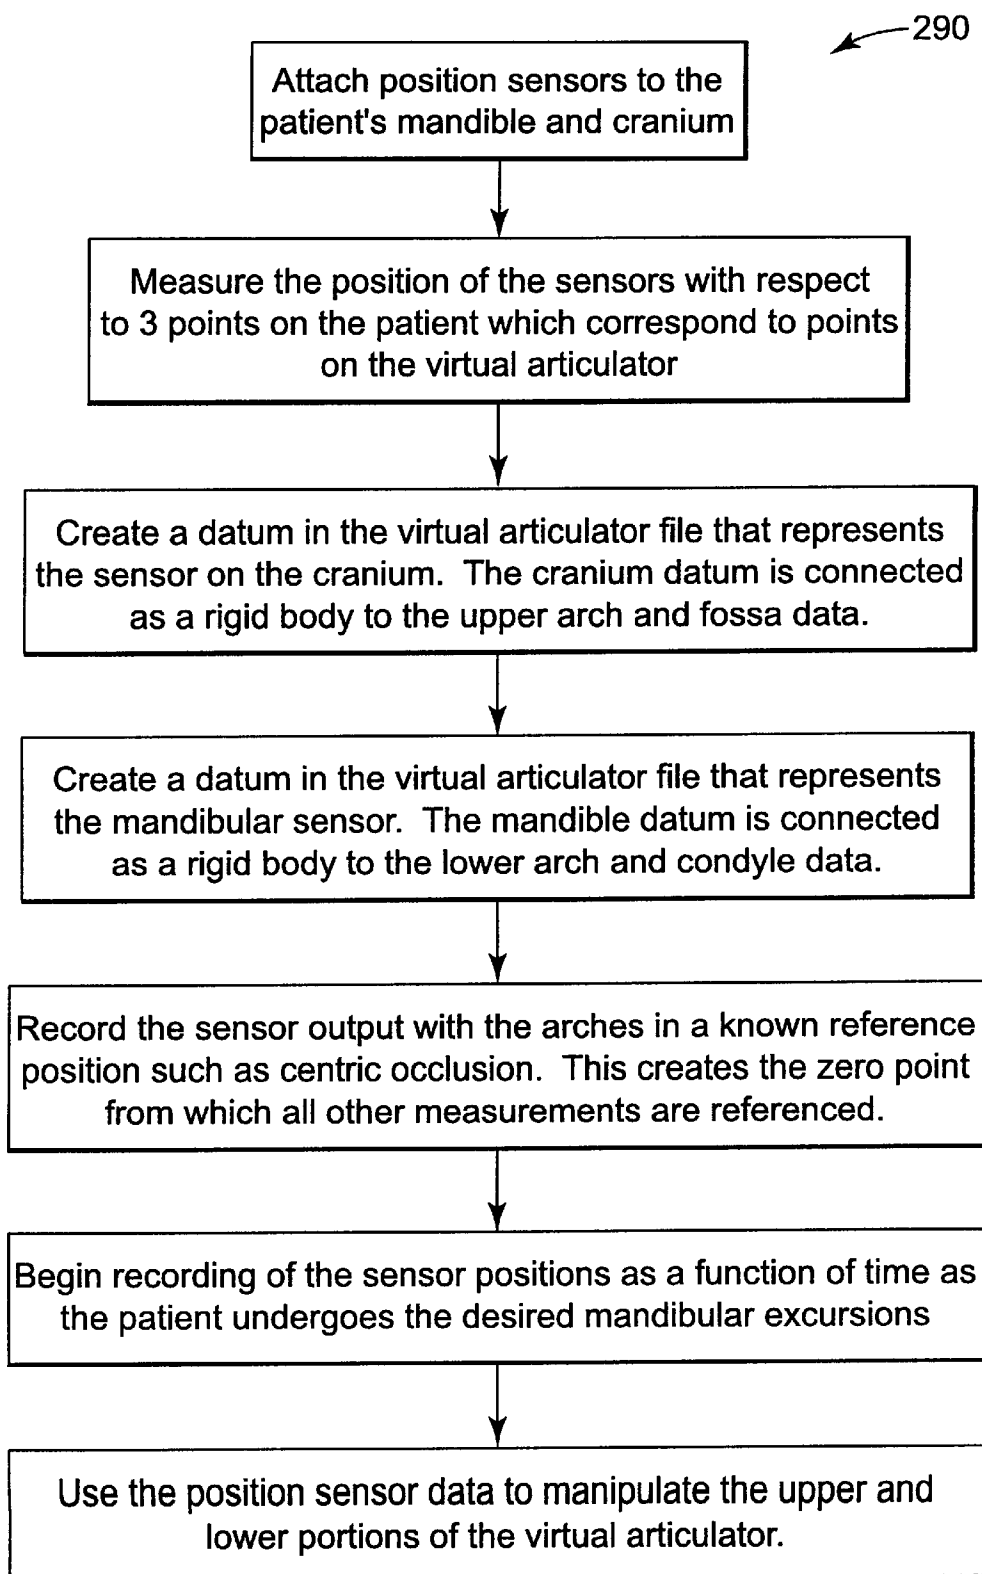 290
Attach position sensors to the
patient's mandible and cranium
Measure the position of the sensors with respect
to 3 points on the patient which correspond to points
on the virtual articulator
Create a datum in the virtual articulator file that represents
the sensor on the cranium. The cranium datum is connected
as a rigid body to the upper arch and fossa data.
Create a datum in the virtual articulator file that represents
the mandibular sensor. The mandible datum is connected
as a rigid body to the lower arch and condyle data.
Record the sensor output with the arches in a known reference
position such as centric occlusion. This creates the zero point
from which all other measurements are referenced.
Begin recording of the sensor positions as a function of time as
the patient undergoes the desired mandibular excursions
Use the position sensor data to manipulate the upper and
lower portions of the virtual articulator.